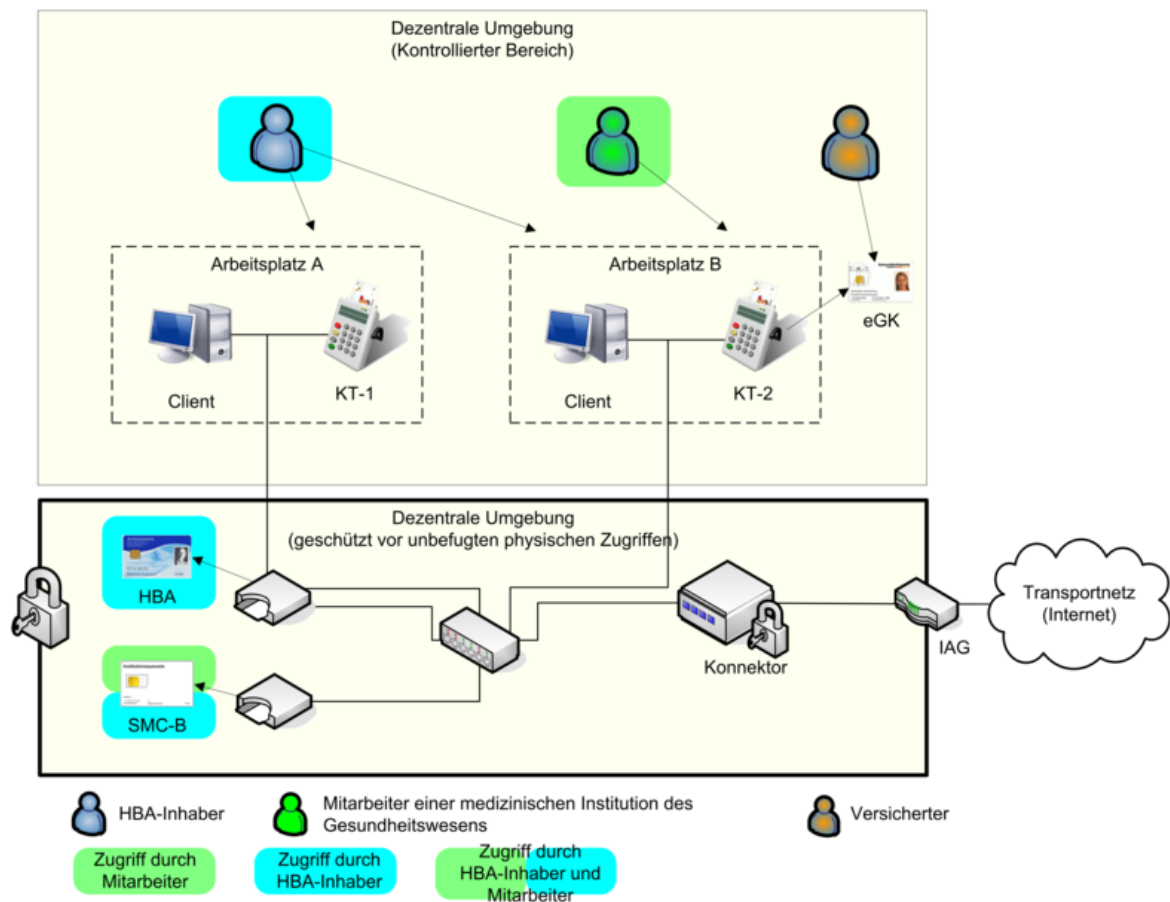 Dezentrale Umgebung
(Kontrollierter Bereich)
Arbeitsplatz A
Arbeitsplatz B
eGK
Client
KT-1
Client
KT-2
Dezentrale Umgebung
(geschützt vor unbefugten physischen Zugriffen)
HBA
SMC-B
Konnektor
IAG
Transportnetz
(Internet)
HBA-Inhaber
Mitarbeiter einer medizinischen Institution des
Gesundheitswesens
Versicherter
Zugriff durch
Mitarbeiter
Zugriff durch
HBA-Inhaber
Zugriff durch
HBA-Inhaber und
Mitarbeiter